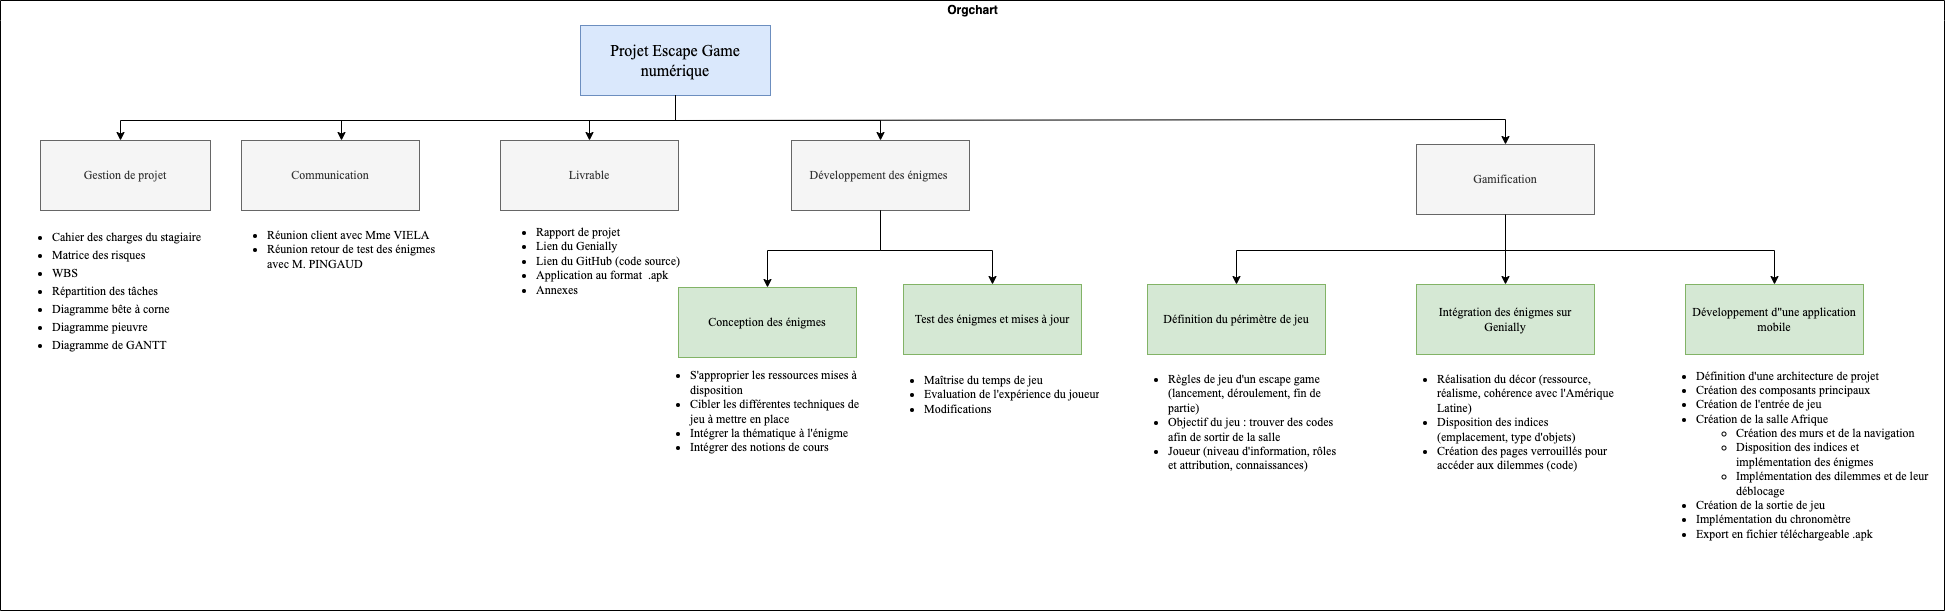 Orgchart
Projet Escape Game
numérique
Gestion de projet
Communication
Livrable
Développement des énigmes
Gamification
Cahier des charges du stagiaire
Matrice des risques
WBS
Répartition des tâches
Diagramme bête à corne
Diagramme pieuvre
Diagramme de GANTT
Réunion client avec Mme VIELA
Réunion retour de test des énigmes
avec M. PINGAUD
Rapport de projet
Lien du Genially
Lien du GitHub (code source)
Application au format  .apk
Annexes
Conception des énigmes
S'approprier les ressources mises à
disposition
Cibler les différentes techniques de
jeu à mettre en place
Intégrer la thématique à l'énigme
Intégrer des notions de cours
Test des énigmes et mises à jour
Maîtrise du temps de jeu
Evaluation de l'expérience du joueur
Modifications
Définition du périmètre de jeu
Règles de jeu d'un escape game
(lancement, déroulement, fin de
partie)
Objectif du jeu : trouver des codes
afin de sortir de la salle
Joueur (niveau d'information, rôles
et attribution, connaissances)
Intégration des énigmes sur
Genially
Réalisation du décor (ressource,
réalisme, cohérence avec l'Amérique
Latine)
Disposition des indices
(emplacement, type d'objets)
Création des pages verrouillés pour
accéder aux dilemmes (code)
Développement d"une application
mobile
Définition d'une architecture de projet
Création des composants principaux
Création de l'entrée de jeu
Création de la salle Afrique
Création des murs et de la navigation
Disposition des indices et
implémentation des énigmes
Implémentation des dilemmes et de leur
déblocage
Création de la sortie de jeu
Implémentation du chronomètre
Export en fichier téléchargeable .apk